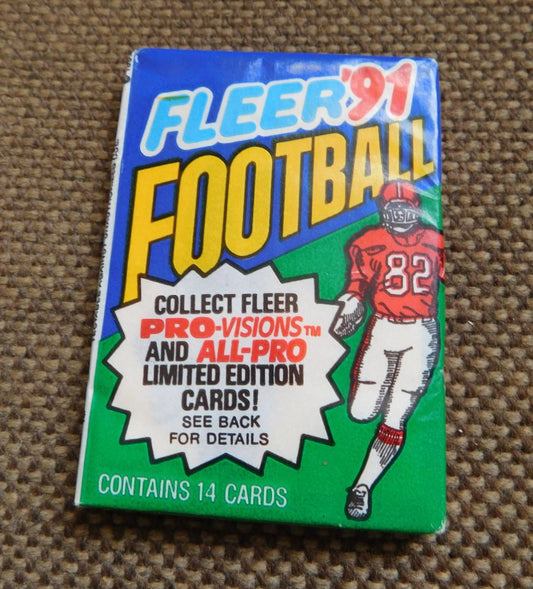 FLEER '91
FOOTBALL
82
COLLECT FLEER
PRO-VISIONS™
AND ALL-PRO
LIMITED EDITION
CARDS!
SEE BACK
FOR DETAILS
CONTAINS 14 CARDS